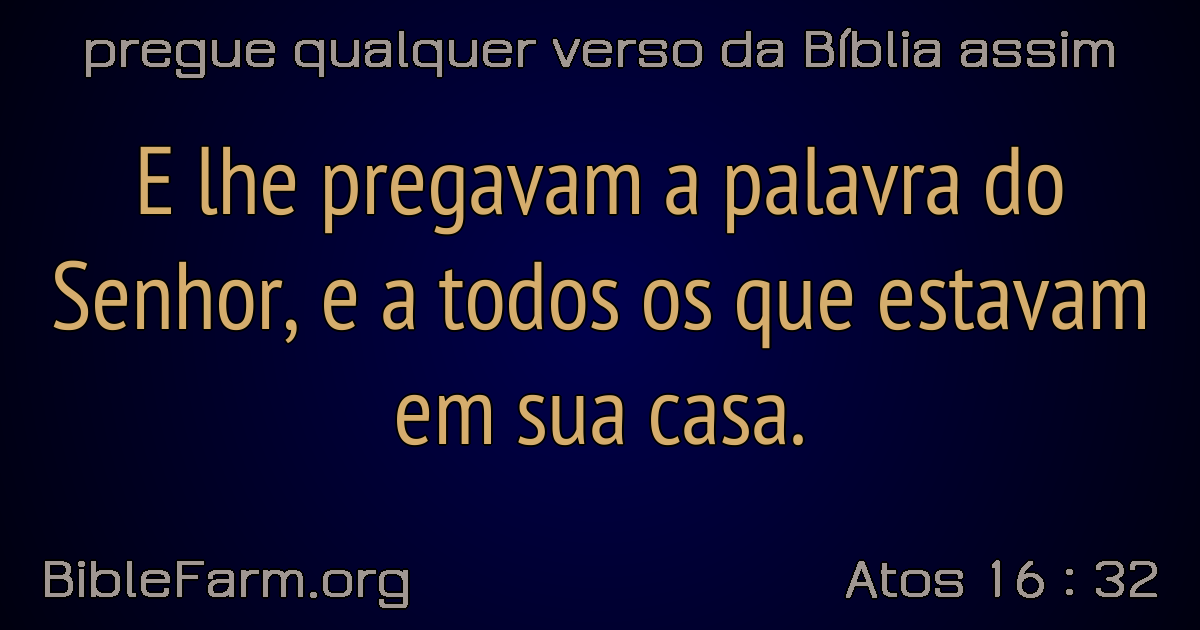 pregue qualquer verso da Bíblia assim
E lhe pregavam a palavra do
Senhor, e a todos os que estavam
em sua casa.
BibleFarm.org
Atos 16 : 32